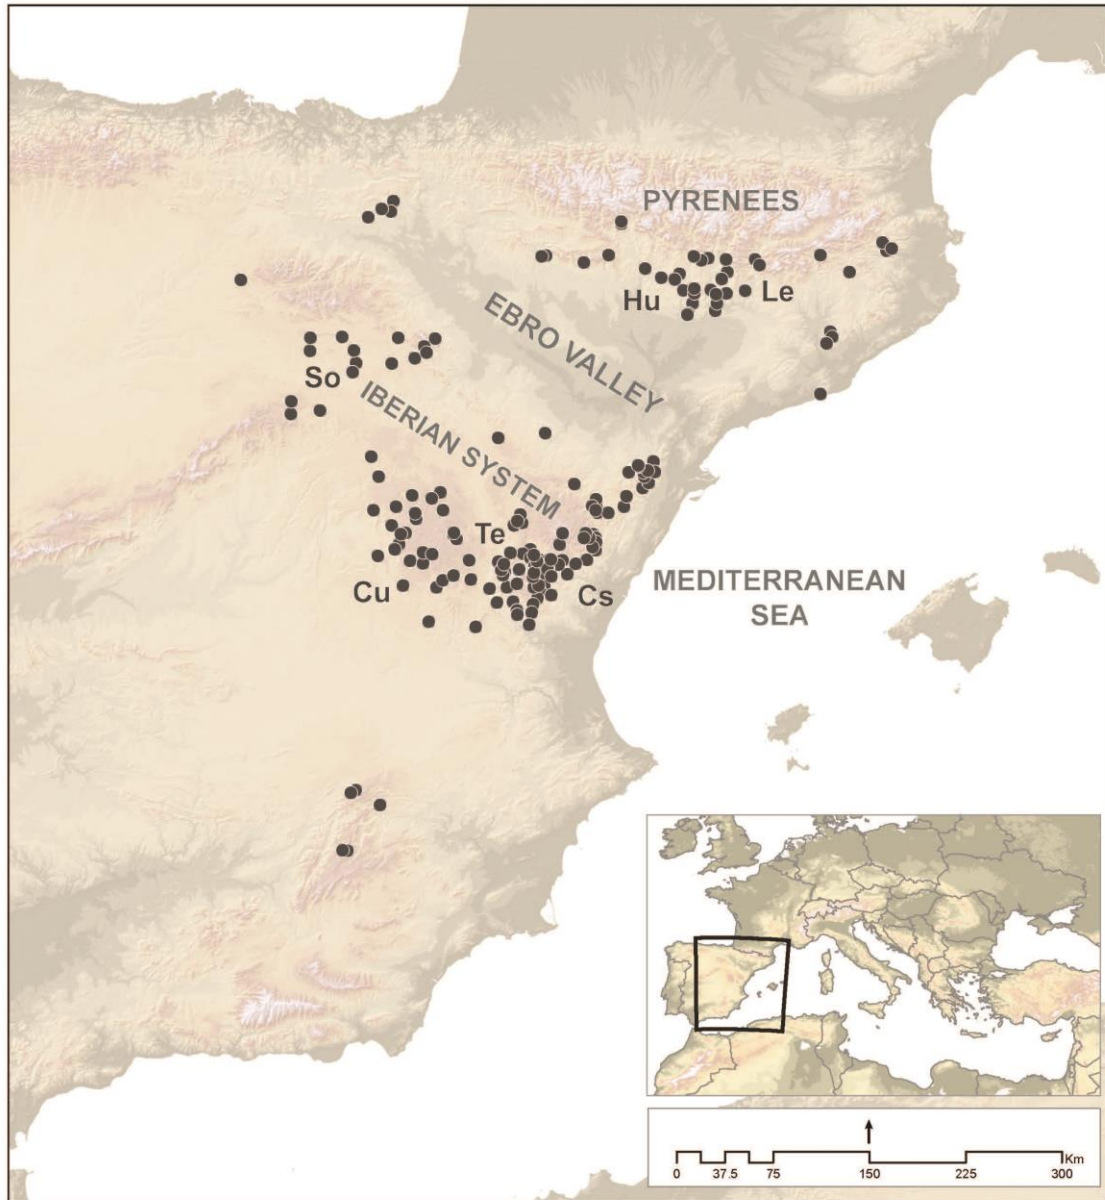 PYRENEES
Hu
Le
EBRO VALLEY
So
IBERIAN SYSTEM
Te
Cu
Cs
MEDITERRANEAN
SEA
Km
0 37.5 75 150 225 300